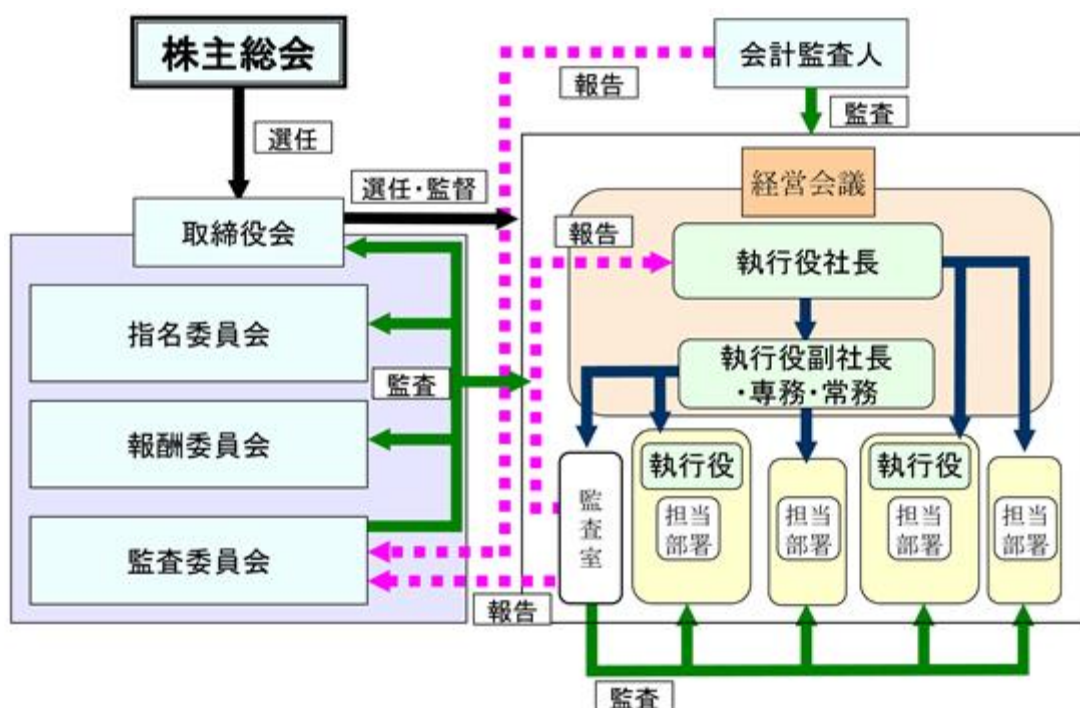 株主総会
会計監査人
報告
監査
選任
選任・監督
経営会議
取締役会
報告
執行役社長
指名委員会
執行役副社長
・専務・常務
監査
報酬委員会
執行役
執行役
監査室
担当
部署
担当
部署
担当
部署
担当
部署
監査委員会
報告
監査